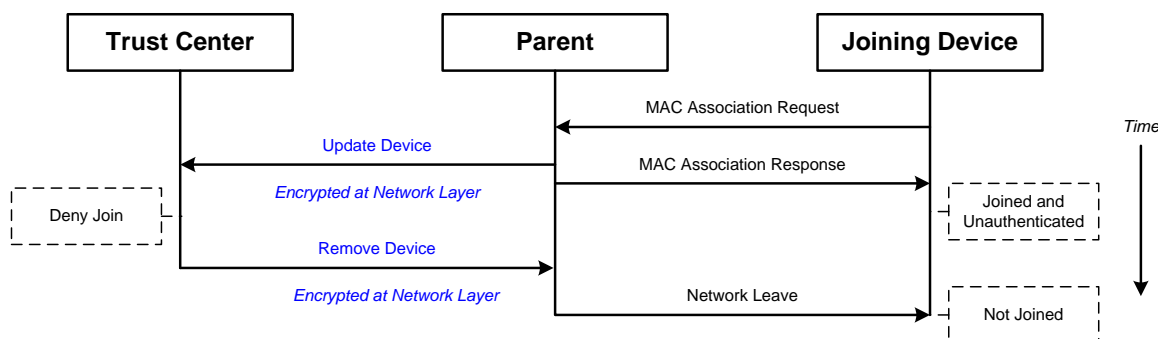 Trust Center
Parent
Joining Device
MAC Association Request
Time
Update Device
MAC Association Response
Encrypted at Network Layer
Deny Join
Joined and
Unauthenticated
Remove Device
Encrypted at Network Layer
Network Leave
Not Joined